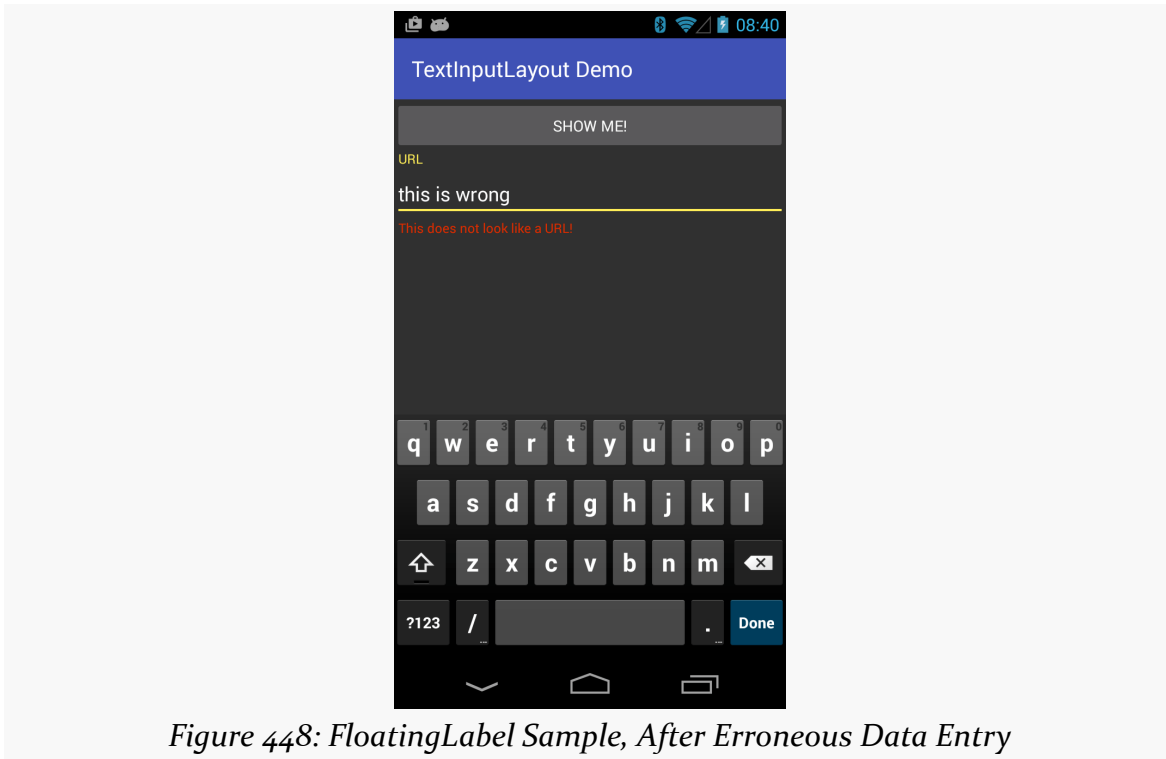 08:40
TextInputLayout Demo
SHOW ME!
URL
this is wrong
This does not look like a URL!
1 2 3 4 5 6 7 8 9 0
q w e r t y u i o p
a s d f g h j k l
z x c v b n m
?123 / ... . ... Done
Figure 448: FloatingLabel Sample, After Erroneous Data Entry